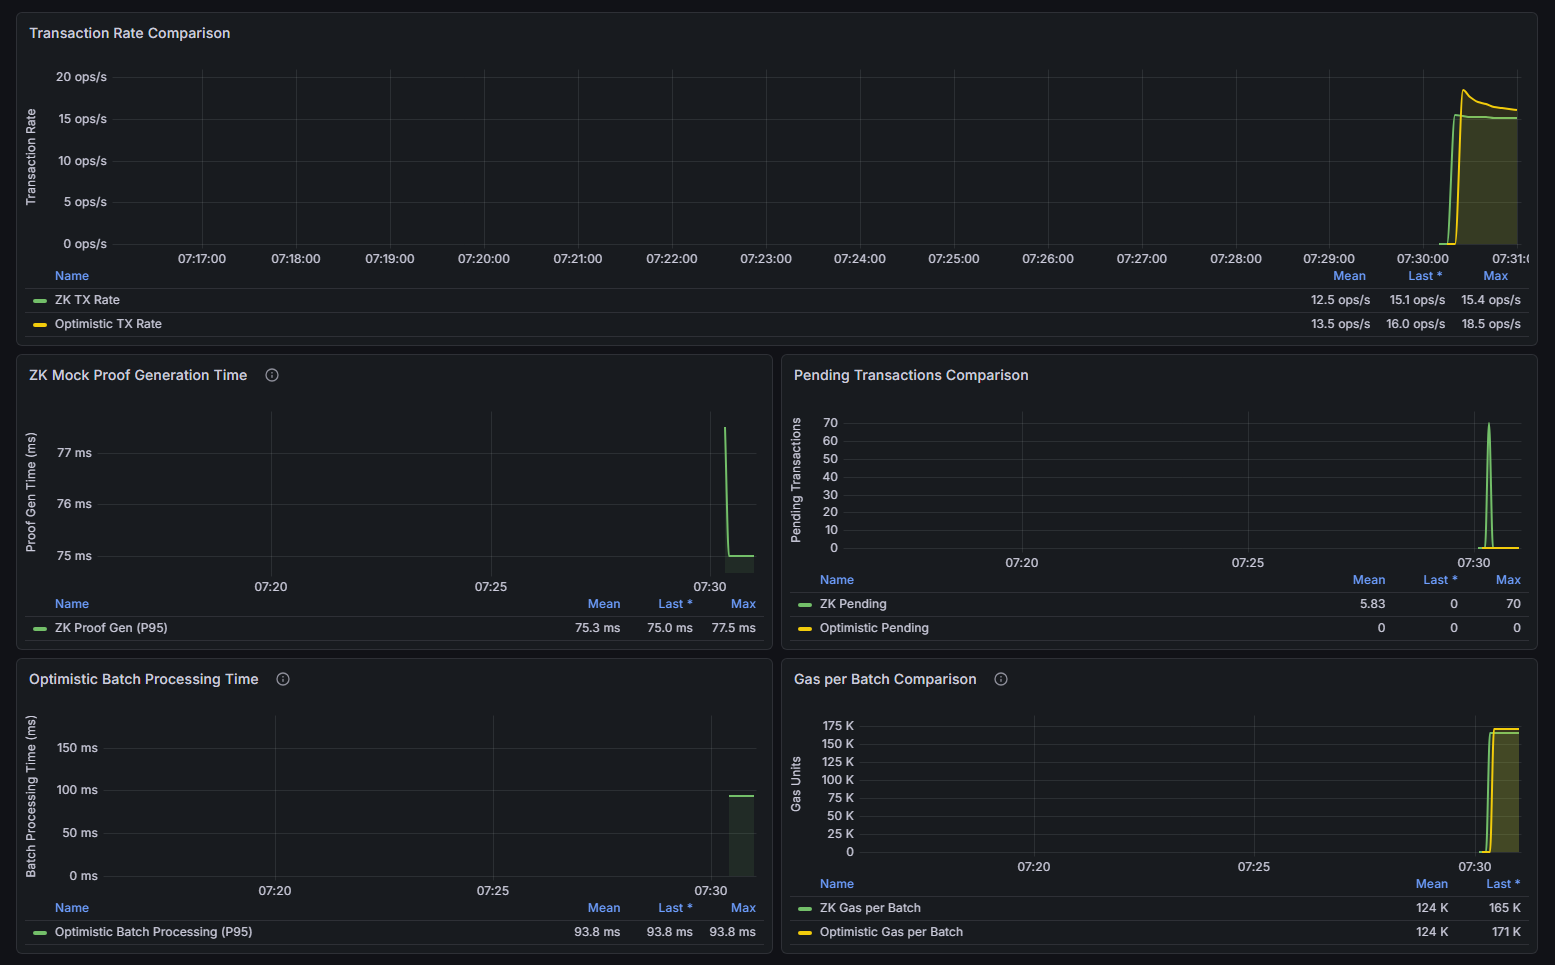 Transaction Rate Comparison
Transaction Rate
20 ops/s
15 ops/s
10 ops/s
5 ops/s
0 ops/s
07:17:00 07:18:00 07:19:00 07:20:00 07:21:00 07:22:00 07:23:00 07:24:00 07:25:00 07:26:00 07:27:00 07:28:00 07:29:00 07:30:00 07:31:0
Name Mean Last * Max
ZK TX Rate 12.5 ops/s 15.1 ops/s 15.4 ops/s
Optimistic TX Rate 13.5 ops/s 16.0 ops/s 18.5 ops/s
ZK Mock Proof Generation Time
Proof Gen Time (ms)
77 ms
76 ms
75 ms
07:20 07:25 07:30
Name Mean Last * Max
ZK Proof Gen (P95) 75.3 ms 75.0 ms 77.5 ms
Pending Transactions Comparison
Pending Transactions
70
60
50
40
30
20
10
0
07:20 07:25 07:30
Name Mean Last * Max
ZK Pending 5.83 0 70
Optimistic Pending 0 0 0
Optimistic Batch Processing Time
Batch Processing Time (ms)
150 ms
100 ms
50 ms
0 ms
07:20 07:25 07:30
Name Mean Last * Max
Optimistic Batch Processing (P95) 93.8 ms 93.8 ms 93.8 ms
Gas per Batch Comparison
Gas Units
175 K
150 K
125 K
100 K
75 K
50 K
25 K
0
07:20 07:25 07:30
Name Mean Last *
ZK Gas per Batch 124 K 165 K
Optimistic Gas per Batch 124 K 171 K